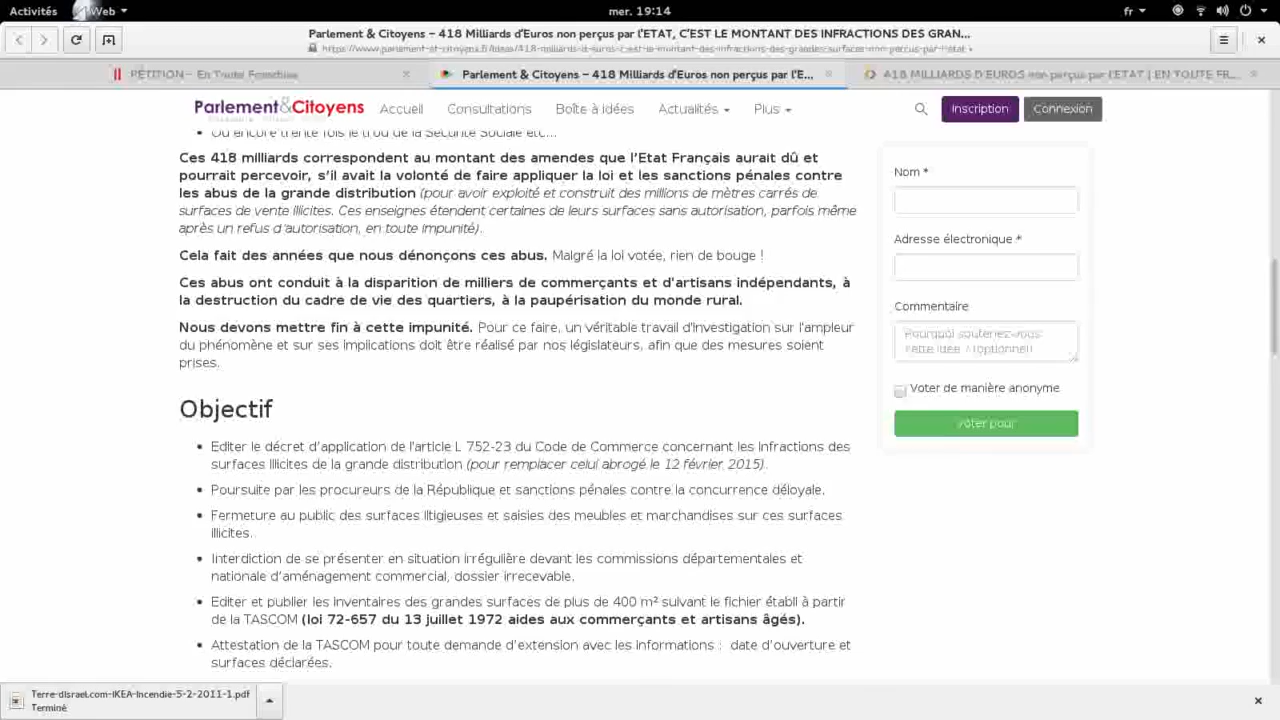 Activités
Web
mer. 19:14
fr
Parlement & Citoyens – 418 Milliards d'Euros non perçus par l'ETAT, C'EST LE MONTANT DES INFRACTIONS DES GRAN…
PÉTITION – En Toute Franchise
Parlement & Citoyens – 418 Milliards d'Euros non perçus par l'E…
418 MILLIARDS D'EUROS non perçus par l'ETAT | EN TOUTE FR…
Parlement&Citoyens
Accueil
Consultations
Boîte à idées
Actualités
Plus
Inscription
Connexion
• Ou encore trente fois le trou de la Sécurité Sociale etc…
Ces 418 milliards correspondent au montant des amendes que l'Etat Français aurait dû et
pourrait percevoir, s'il avait la volonté de faire appliquer la loi et les sanctions pénales contre
les abus de la grande distribution (pour avoir exploité et construit des millions de mètres carrés de
surfaces de vente illicites. Ces enseignes étendent certaines de leurs surfaces sans autorisation, parfois même
après un refus d'autorisation, en toute impunité).
Cela fait des années que nous dénonçons ces abus. Malgré la loi votée, rien de bouge !
Ces abus ont conduit à la disparition de milliers de commerçants et d'artisans indépendants, à
la destruction du cadre de vie des quartiers, à la paupérisation du monde rural.
Nous devons mettre fin à cette impunité. Pour ce faire, un véritable travail d'investigation sur l'ampleur
du phénomène et sur ses implications doit être réalisé par nos législateurs, afin que des mesures soient
prises.
Objectif
• Editer le décret d'application de l'article L 752-23 du Code de Commerce concernant les infractions des
surfaces illicites de la grande distribution (pour remplacer celui abrogé le 12 février 2015).
• Poursuite par les procureurs de la République et sanctions pénales contre la concurrence déloyale.
• Fermeture au public des surfaces litigieuses et saisies des meubles et marchandises sur ces surfaces
illicites.
• Interdiction de se présenter en situation irrégulière devant les commissions départementales et
nationale d'aménagement commercial, dossier irrecevable.
• Editer et publier les inventaires des grandes surfaces de plus de 400 m² suivant le fichier établi à partir
de la TASCOM (loi 72-657 du 13 juillet 1972 aides aux commerçants et artisans âgés).
• Attestation de la TASCOM pour toute demande d'extension avec les informations : date d'ouverture et
surfaces déclarées.
Nom *
Adresse électronique *
Commentaire
Pourquoi soutenez-vous
cette idée ? (optionnel)
Voter de manière anonyme
Voter pour
Terre-disrael.com-IKEA-Incendie-5-2-2011-1.pdf
Terminé